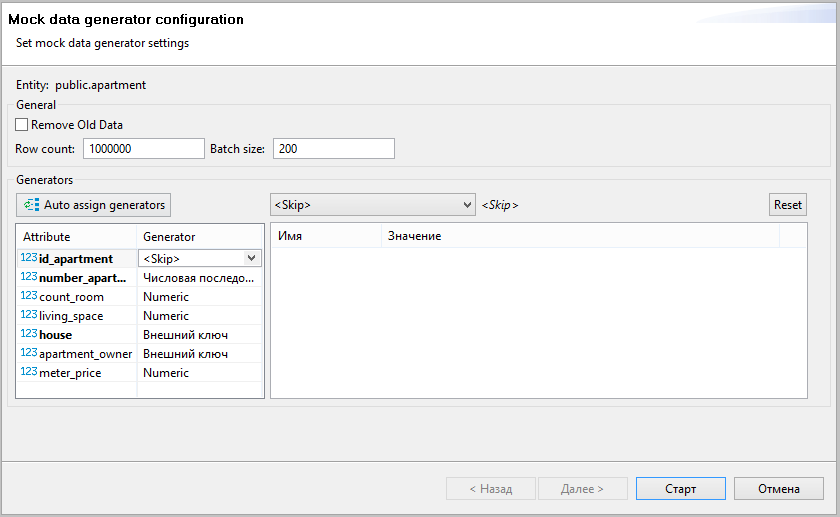 Mock data generator configuration
Set mock data generator settings
Entity: public.apartment
General
Remove Old Data
Row count: 1000000 Batch size: 200
Generators
Auto assign generators <Skip> <Skip> Reset
Attribute Generator Имя Значение
123 id_apartment <Skip>
123 number_apart... Числовая последо...
123 count_room Numeric
123 living_space Numeric
123 house Внешний ключ
123 apartment_owner Внешний ключ
123 meter_price Numeric
< Назад Далее > Старт Отмена